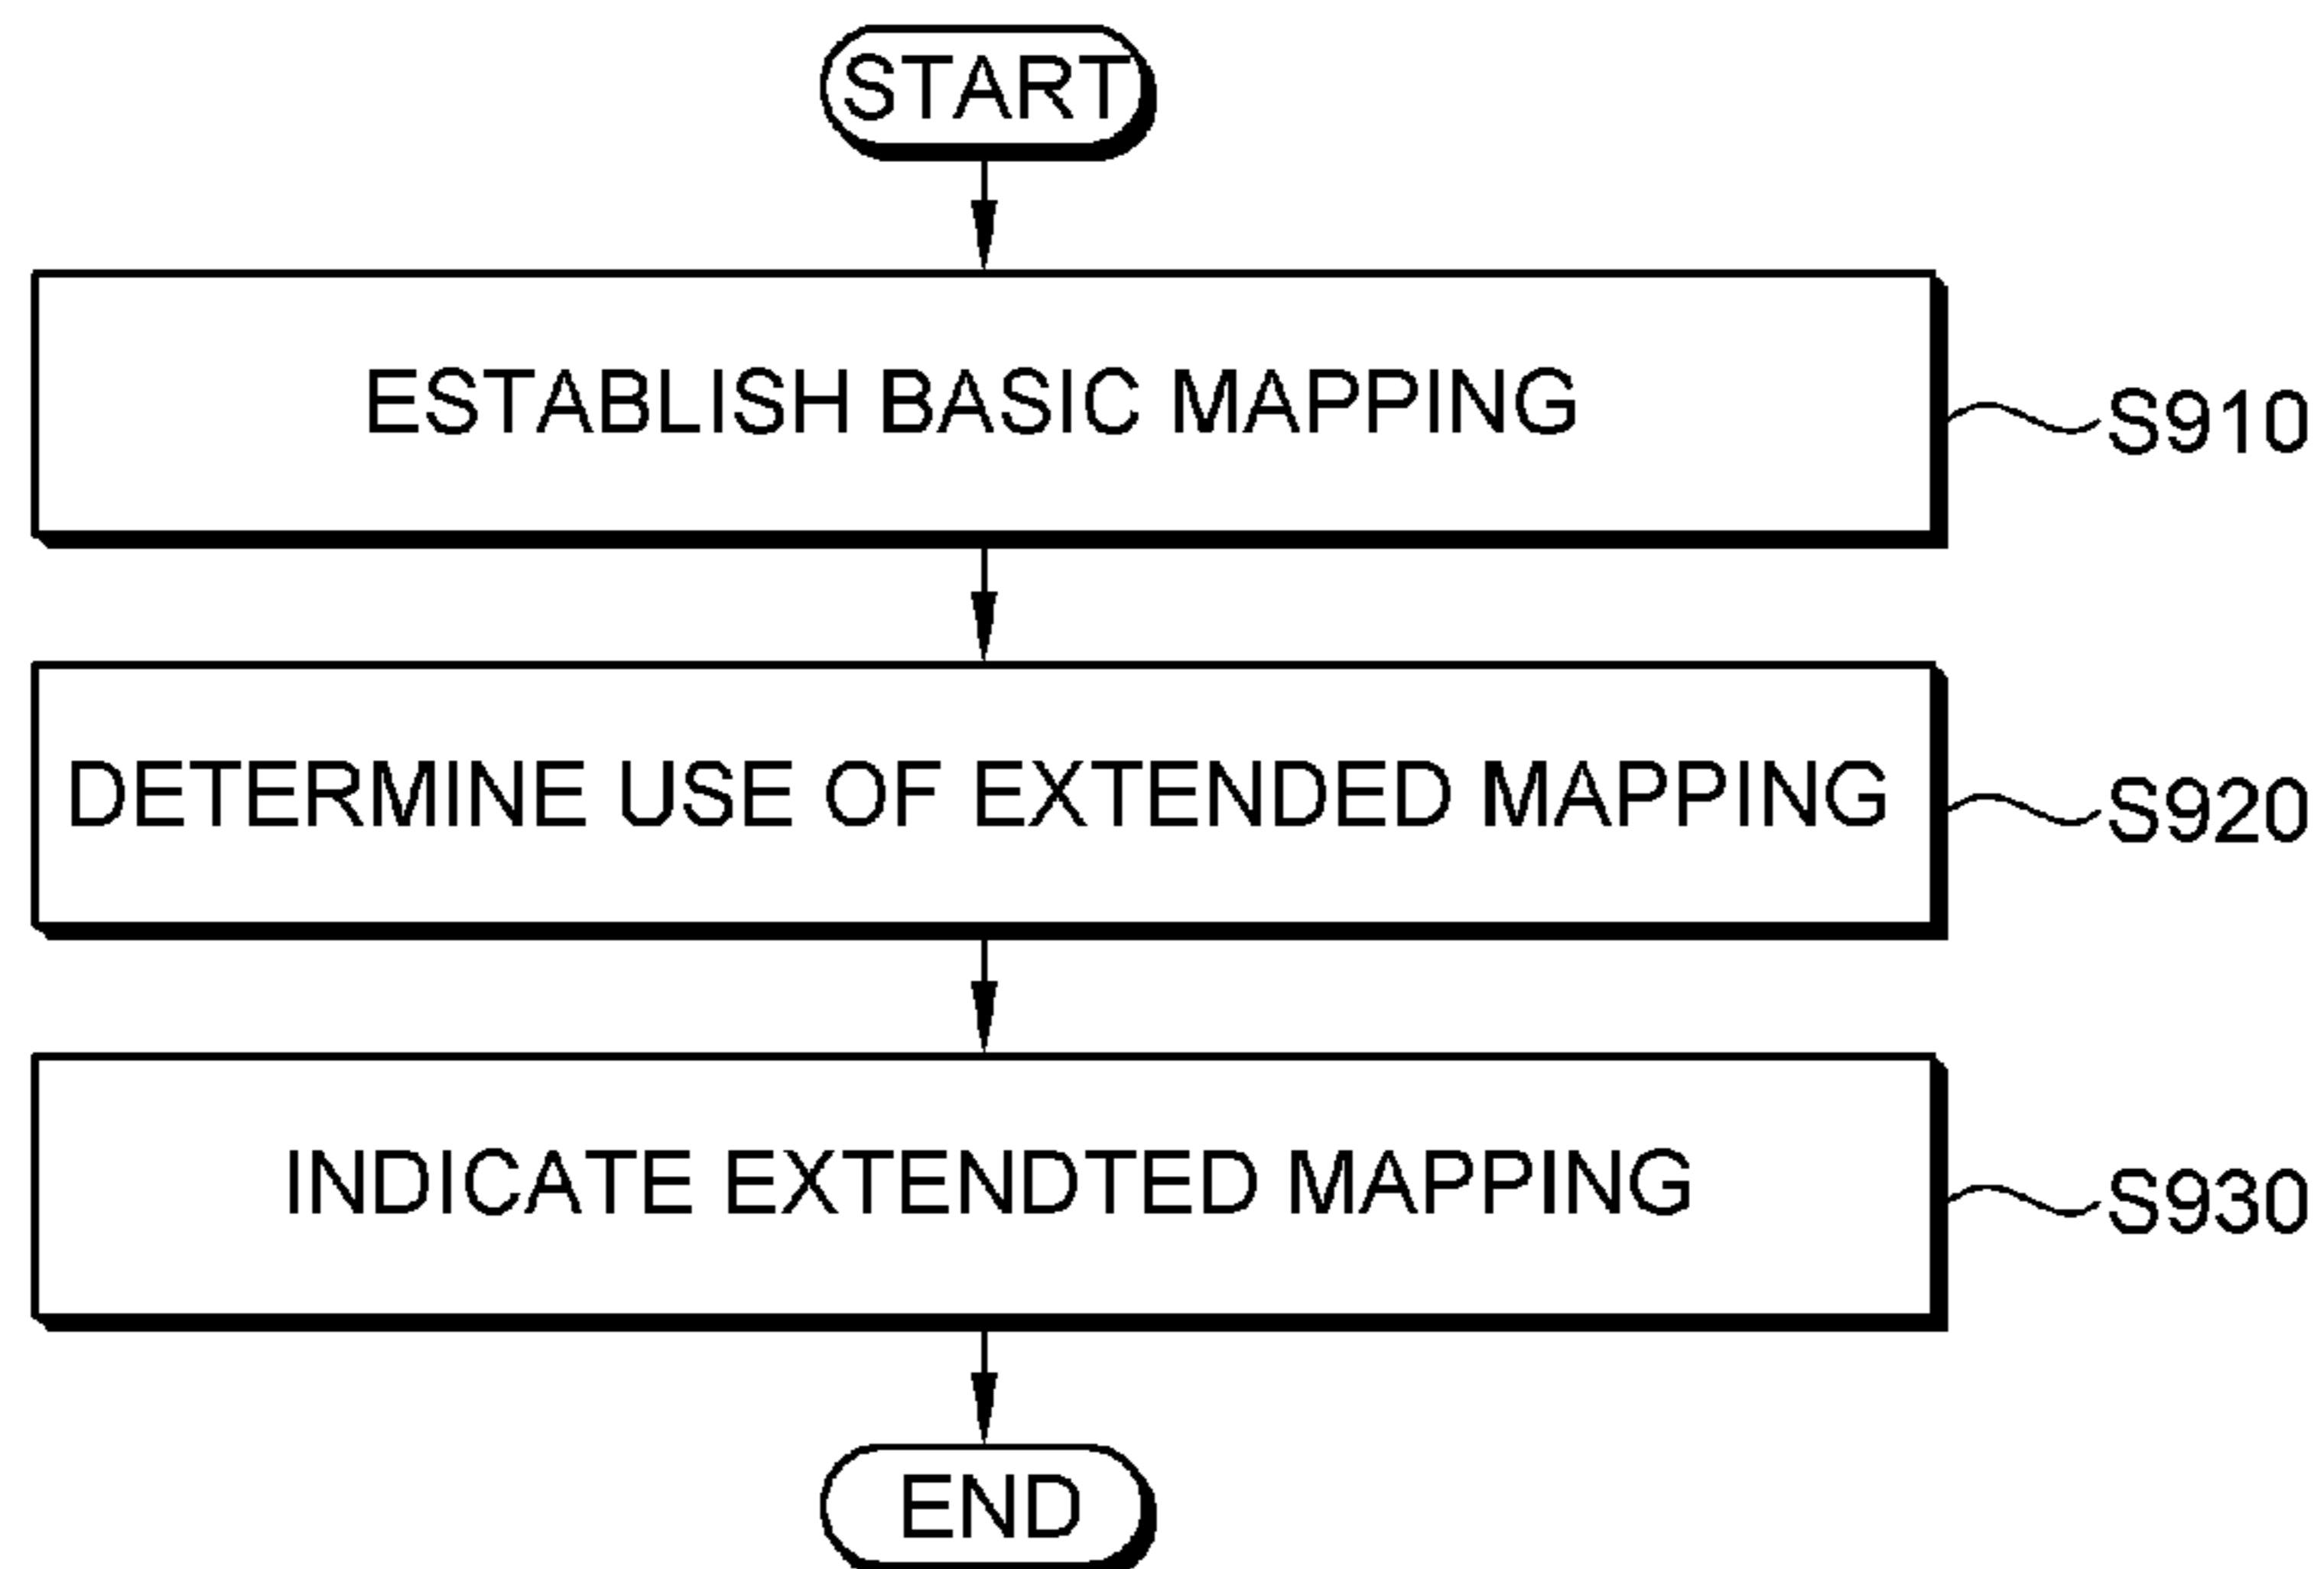 START
ESTABLISH BASIC MAPPING
S910
DETERMINE USE OF EXTENDED MAPPING
S920
INDICATE EXTENDTED MAPPING
S930
END